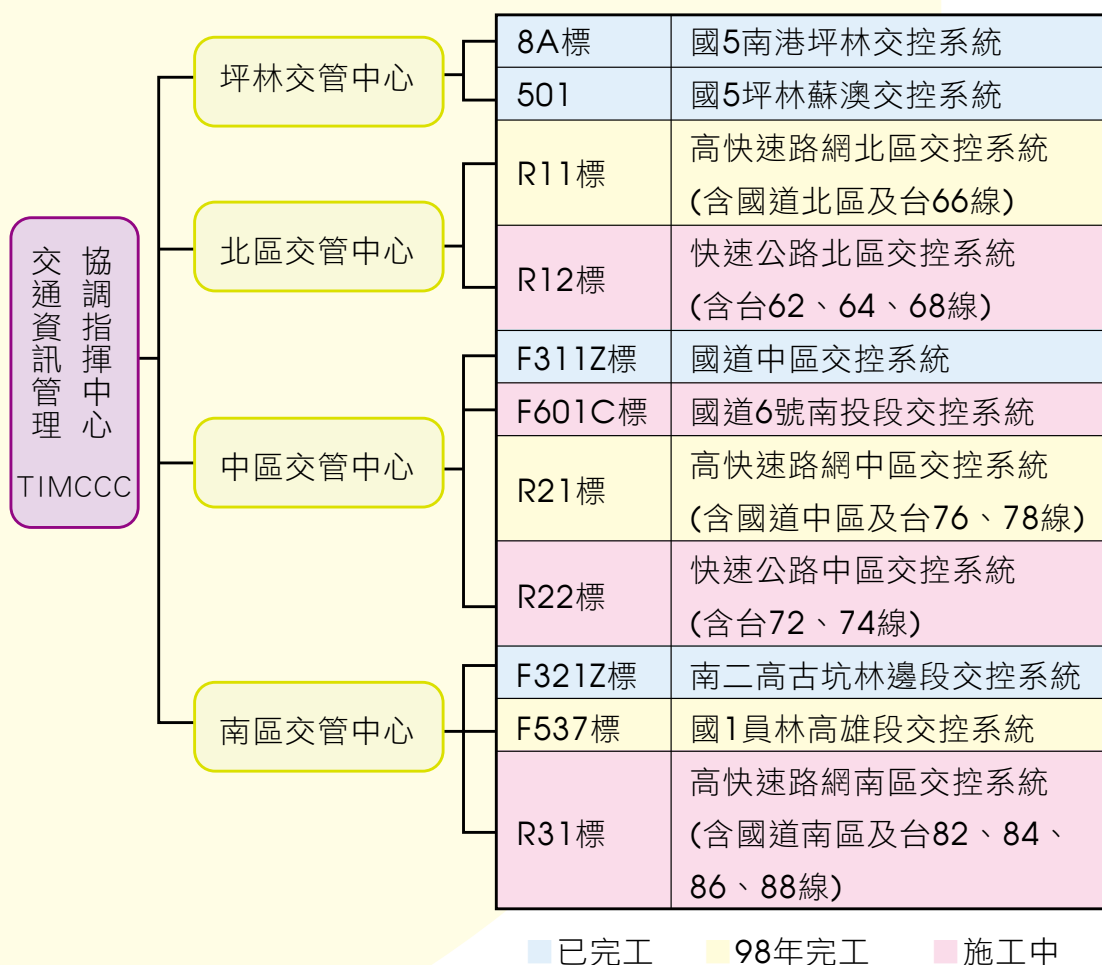 交通資訊管理
協調指揮中心
TIMCCC
坪林交管中心
8A標 國5南港坪林交控系統
501 國5坪林蘇澳交控系統
北區交管中心
R11標 高快速路網北區交控系統
(含國道北區及台66線)
R12標 快速公路北區交控系統
(含台62、64、68線)
中區交管中心
F311Z標 國道中區交控系統
F601C標 國道6號南投段交控系統
R21標 高快速路網中區交控系統
(含國道中區及台76、78線)
R22標 快速公路中區交控系統
(含台72、74線)
南區交管中心
F321Z標 南二高古坑林邊段交控系統
F537標 國1員林高雄段交控系統
R31標 高快速路網南區交控系統
(含國道南區及台82、84、
86、88線)
已完工 98年完工 施工中